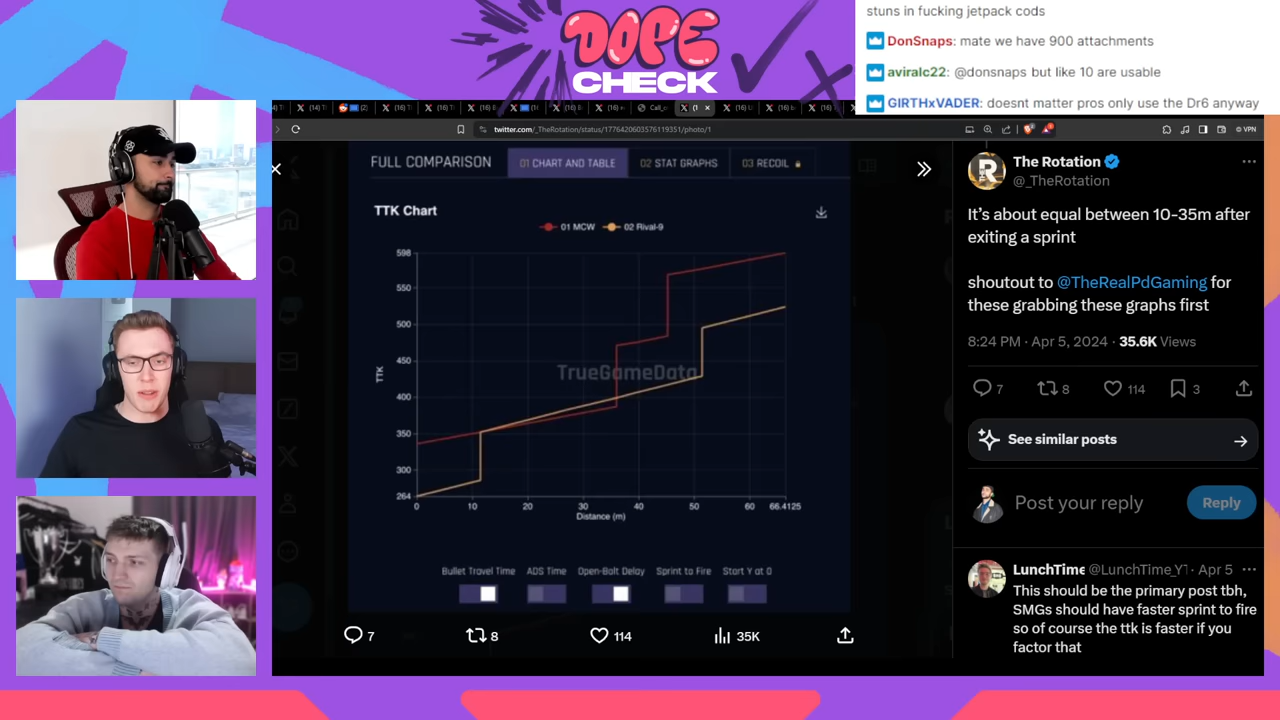 DOPE
CHECK
stuns in fucking jetpack cods
DonSnaps: mate we have 900 attachments
aviralc22: @donsnaps but like 10 are usable
GIRTHxVADER: doesnt matter pros only use the Dr6 anyway
twitter.com/_TheRotation/status/1776420603576119351/photo/1
VPN
FULL COMPARISON
01 CHART AND TABLE
02 STAT GRAPHS
03 RECOIL
TTK Chart
01 MCW
02 Rival-9
598
550
500
450
400
350
300
264
TTK
TrueGameData
0
10
20
30
40
50
60
66.4125
Distance (m)
Bullet Travel Time
ADS Time
Open-Bolt Delay
Sprint to Fire
Start Y at 0
7
8
114
35K
The Rotation
@_TheRotation
It's about equal between 10-35m after
exiting a sprint
shoutout to @TheRealPdGaming for
these grabbing these graphs first
8:24 PM · Apr 5, 2024 · 35.6K Views
7
8
114
3
See similar posts
Post your reply
Reply
LunchTime @LunchTime_YT · Apr 5
This should be the primary post tbh,
SMGs should have faster sprint to fire
so of course the ttk is faster if you
factor that